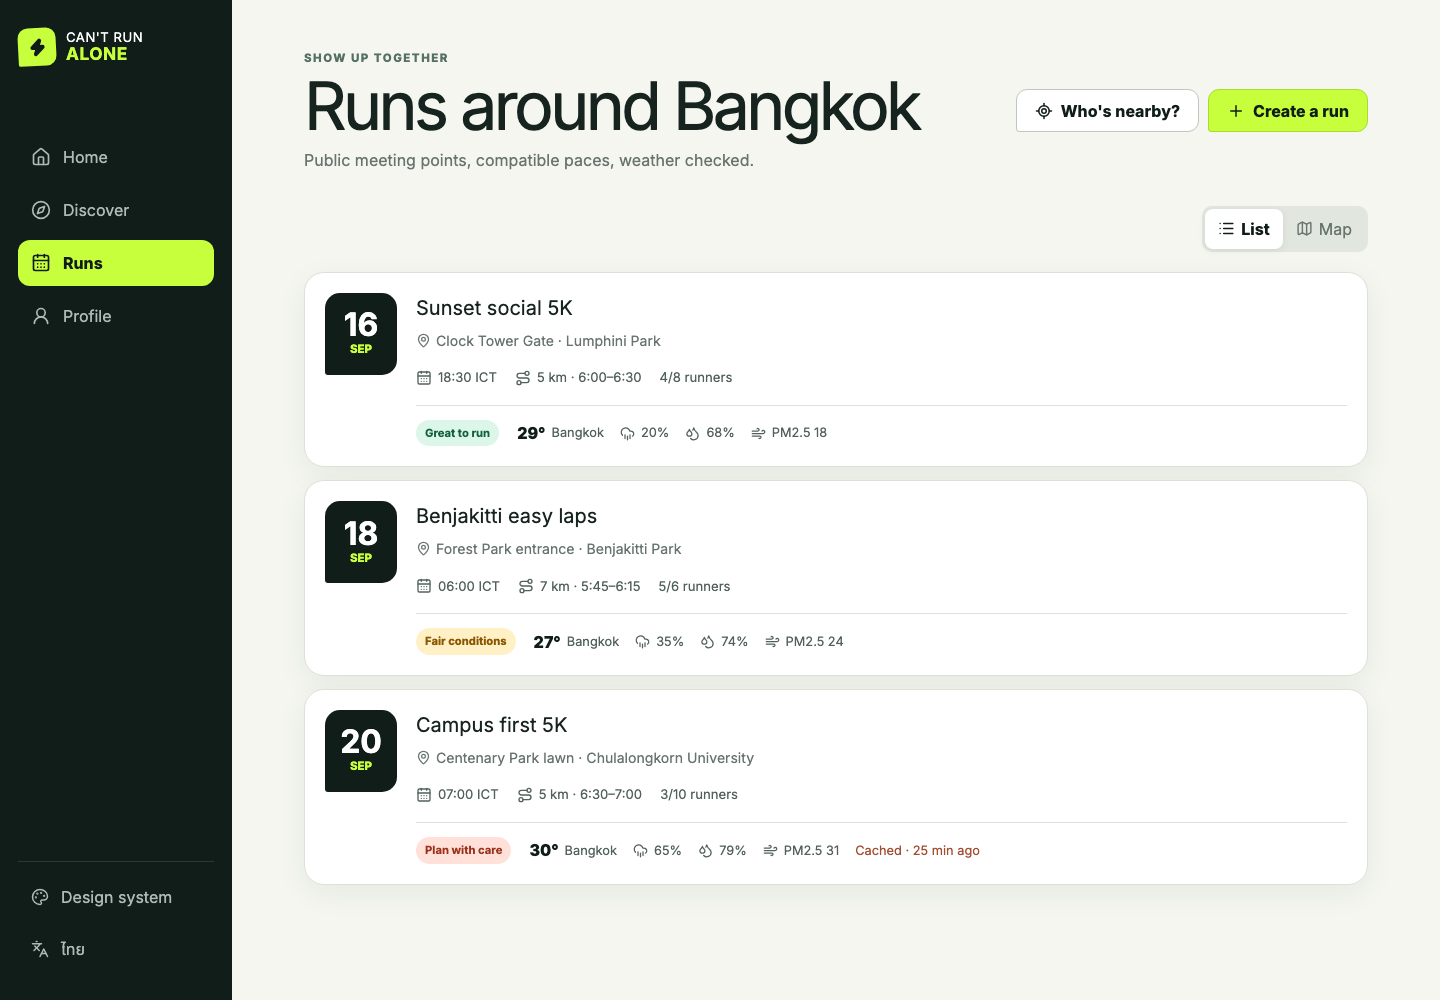 CAN'T RUN
ALONE
Home
Discover
Runs
Profile
Design system
ไทย
SHOW UP TOGETHER
Runs around Bangkok
Public meeting points, compatible paces, weather checked.
Who's nearby?
Create a run
List
Map
16
SEP
Sunset social 5K
Clock Tower Gate · Lumphini Park
18:30 ICT 5 km · 6:00–6:30 4/8 runners
Great to run 29° Bangkok 20% 68% PM2.5 18
18
SEP
Benjakitti easy laps
Forest Park entrance · Benjakitti Park
06:00 ICT 7 km · 5:45–6:15 5/6 runners
Fair conditions 27° Bangkok 35% 74% PM2.5 24
20
SEP
Campus first 5K
Centenary Park lawn · Chulalongkorn University
07:00 ICT 5 km · 6:30–7:00 3/10 runners
Plan with care 30° Bangkok 65% 79% PM2.5 31 Cached · 25 min ago